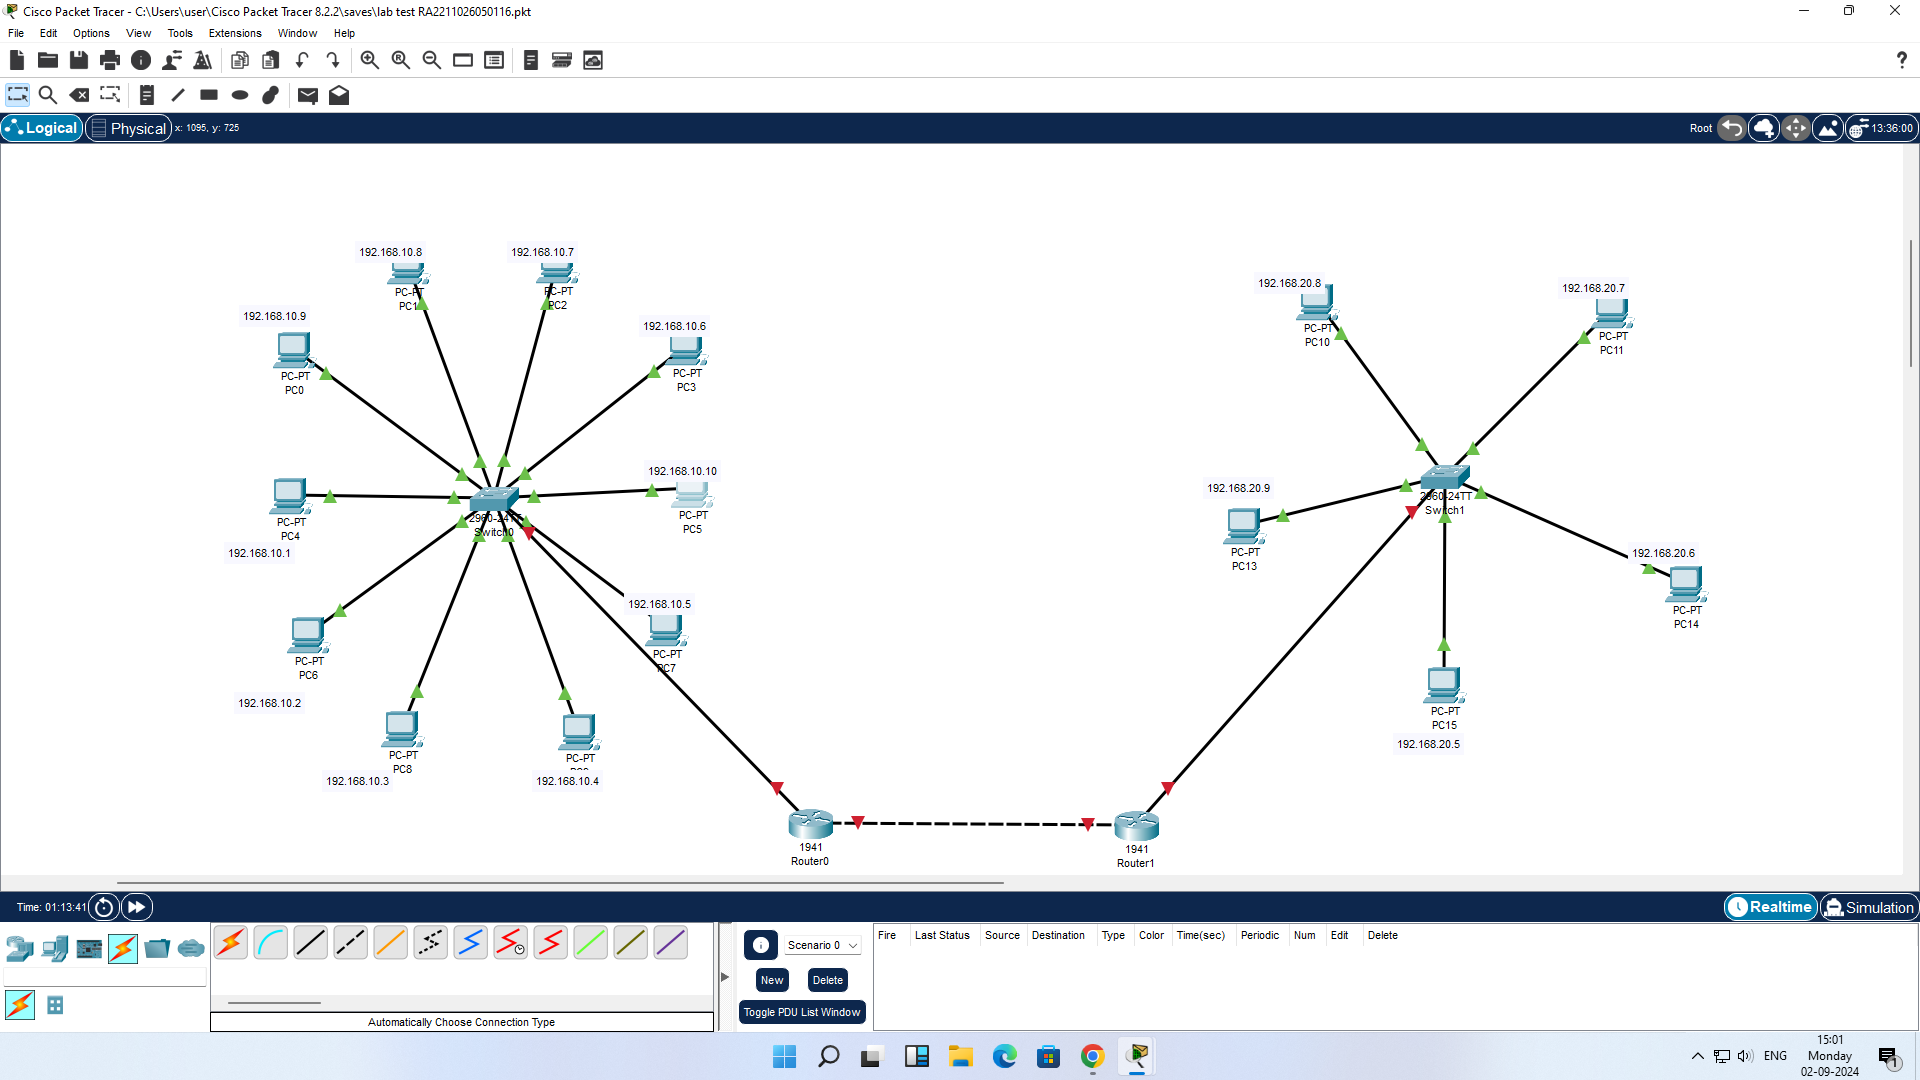 Cisco Packet Tracer - C:\Users\user\Cisco Packet Tracer 8.2.2\saves\lab test RA2211026050116.pkt
File Edit Options View Tools Extensions Window Help
?
Logical Physical x: 1095, y: 725 Root 13:36:00
192.168.10.8
192.168.10.7
PC-PT
PC1
PC-PT
PC2
192.168.10.9
192.168.10.6
PC-PT
PC0
PC-PT
PC3
192.168.10.10
PC-PT
PC4
192.168.10.1
2960-24TT
Switch0
PC-PT
PC5
192.168.10.5
PC-PT
PC6
192.168.10.2
PC-PT
PC7
PC-PT
PC8
192.168.10.3
PC-PT
192.168.10.4
1941
Router0
1941
Router1
192.168.20.8
PC-PT
PC10
192.168.20.7
PC-PT
PC11
192.168.20.9
PC-PT
PC13
2960-24TT
Switch1
192.168.20.6
PC-PT
PC14
PC-PT
PC15
192.168.20.5
Time: 01:13:41 Realtime Simulation
Scenario 0
New Delete
Toggle PDU List Window
Fire Last Status Source Destination Type Color Time(sec) Periodic Num Edit Delete
Automatically Choose Connection Type
ENG
15:01
Monday
02-09-2024
1